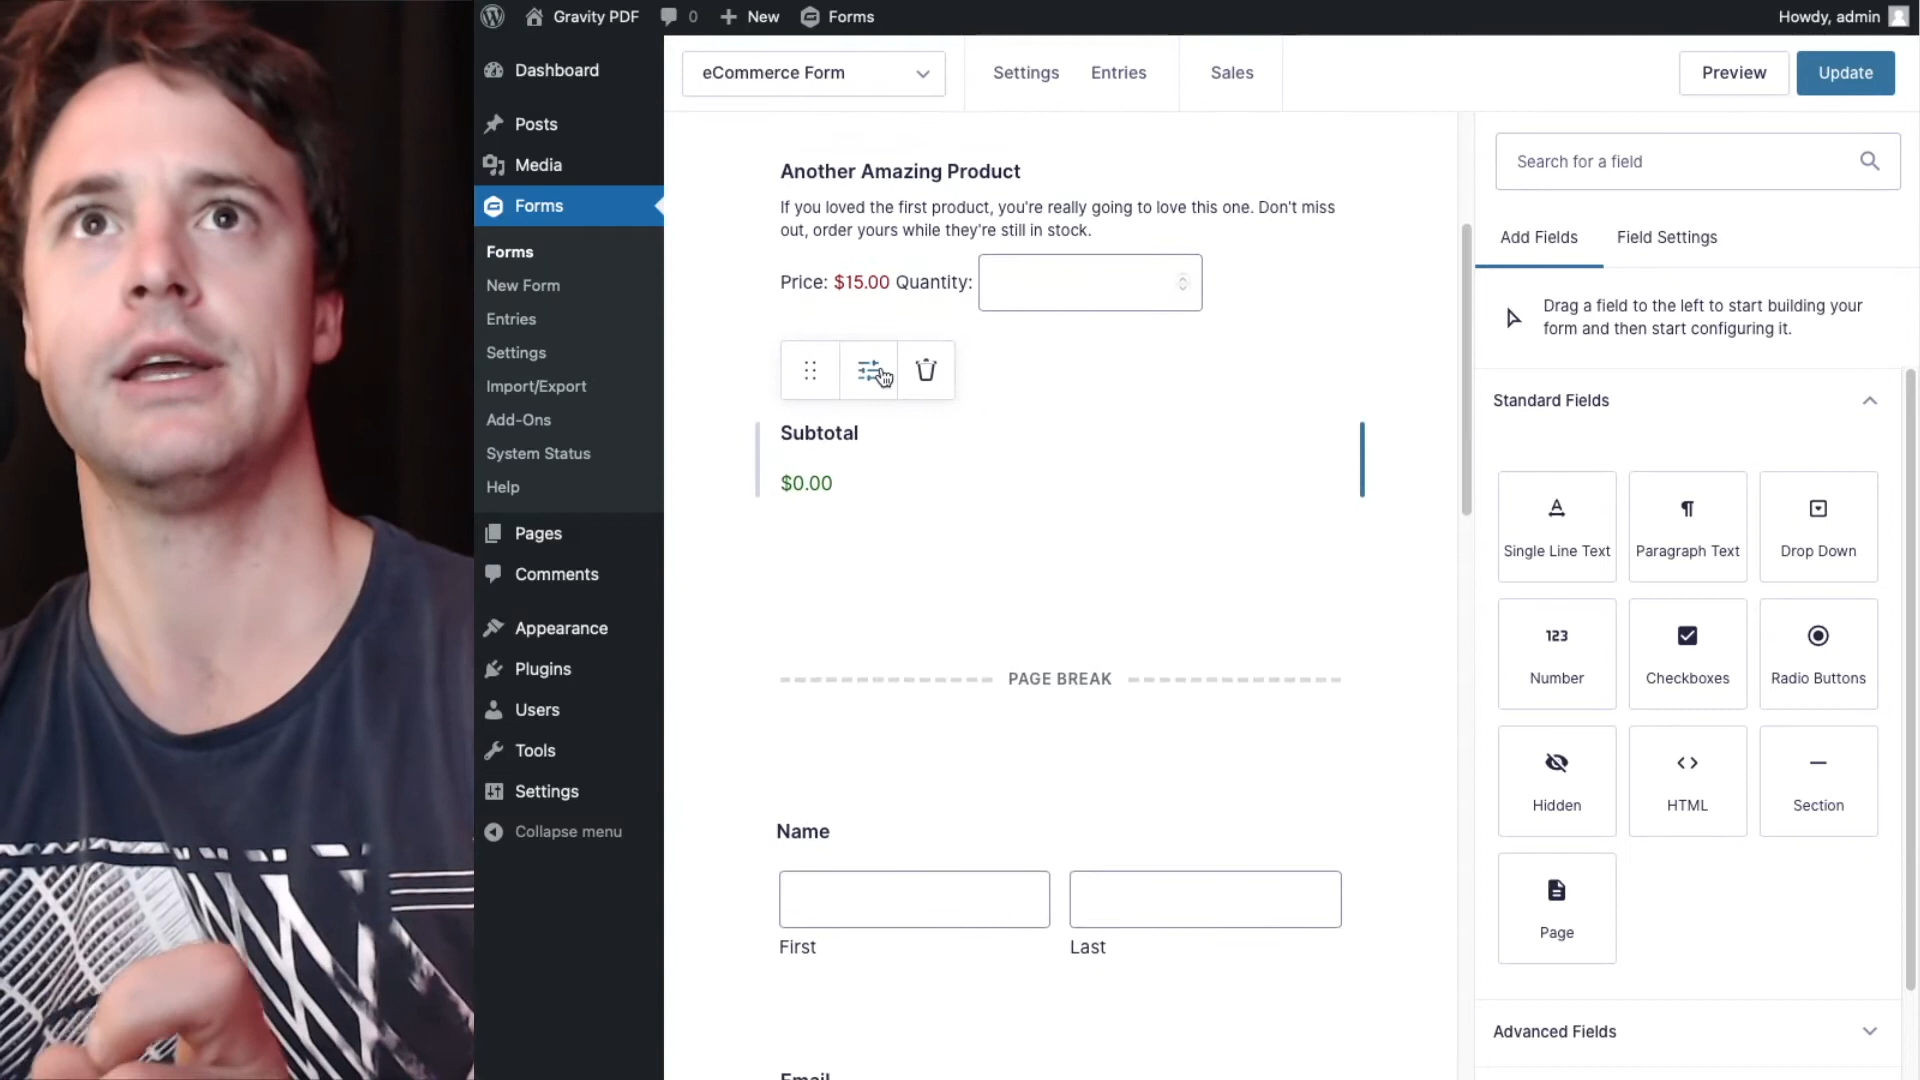 Gravity PDF
0
New
Forms
Howdy, admin
Dashboard
Posts
Media
Forms
Forms
New Form
Entries
Settings
Import/Export
Add-Ons
System Status
Help
Pages
Comments
Appearance
Plugins
Users
Tools
Settings
Collapse menu
eCommerce Form
Settings
Entries
Sales
Preview
Update
Another Amazing Product
If you loved the first product, you're really going to love this one. Don't miss
out, order yours while they're still in stock.
Price: $15.00 Quantity:
Subtotal
$0.00
PAGE BREAK
Name
First
Last
Email
Search for a field
Add Fields
Field Settings
Drag a field to the left to start building your
form and then start configuring it.
Standard Fields
Single Line Text
Paragraph Text
Drop Down
123
Number
Checkboxes
Radio Buttons
Hidden
HTML
Section
Page
Advanced Fields